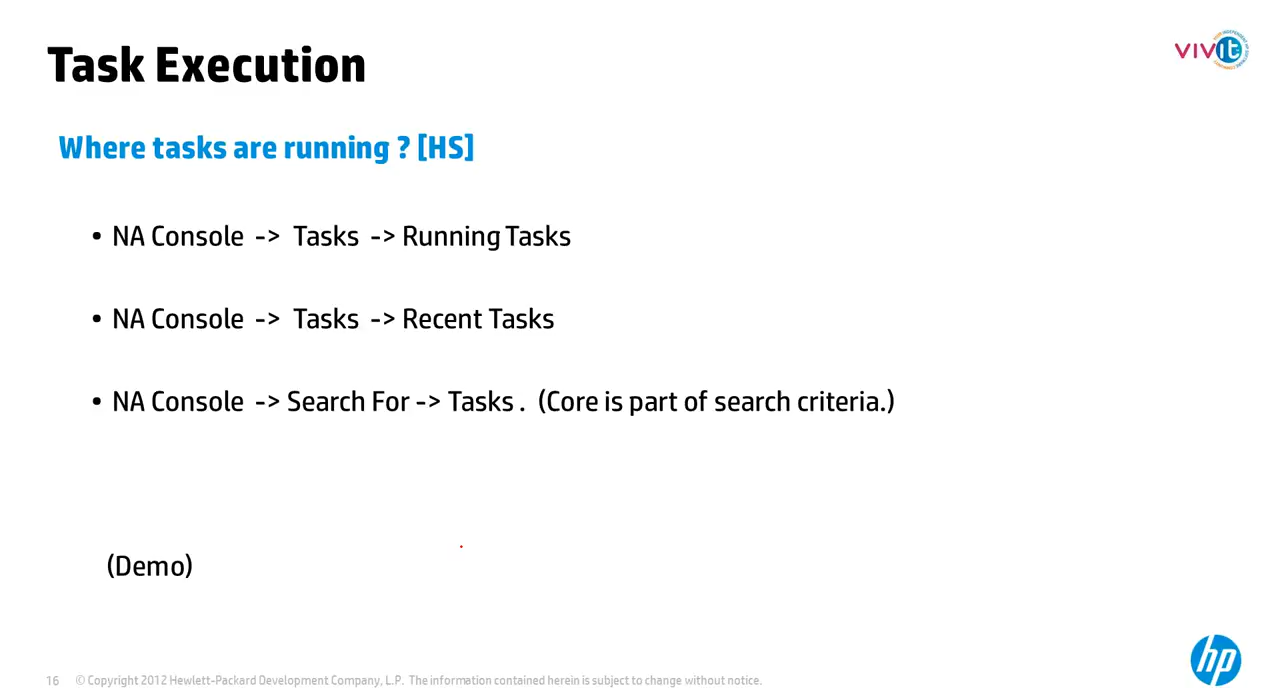 VIVIT
Task Execution
Where tasks are running ? [HS]
• NA Console -> Tasks -> Running Tasks
• NA Console -> Tasks -> Recent Tasks
• NA Console -> Search For -> Tasks . (Core is part of search criteria.)
(Demo)
16 © Copyright 2012 Hewlett-Packard Development Company, L.P. The information contained herein is subject to change without notice.
hp